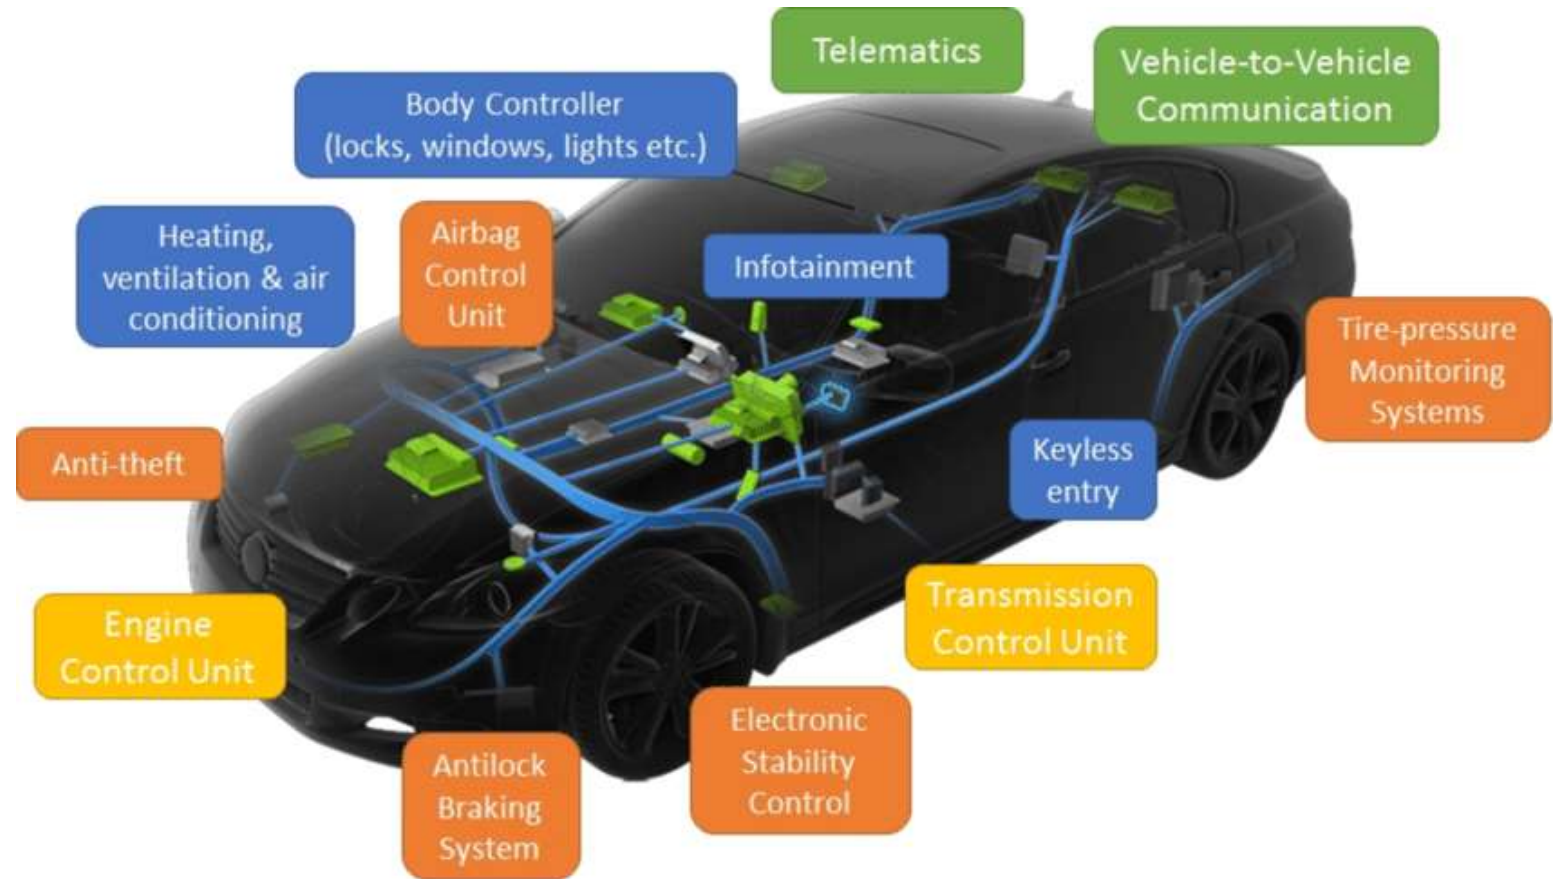 Telematics
Vehicle-to-Vehicle
Communication
Body Controller
(locks, windows, lights etc.)
Heating,
ventilation & air
conditioning
Airbag
Control
Unit
Infotainment
Tire-pressure
Monitoring
Systems
Anti-theft
Keyless
entry
Engine
Control Unit
Transmission
Control Unit
Electronic
Stability
Control
Antilock
Braking
System